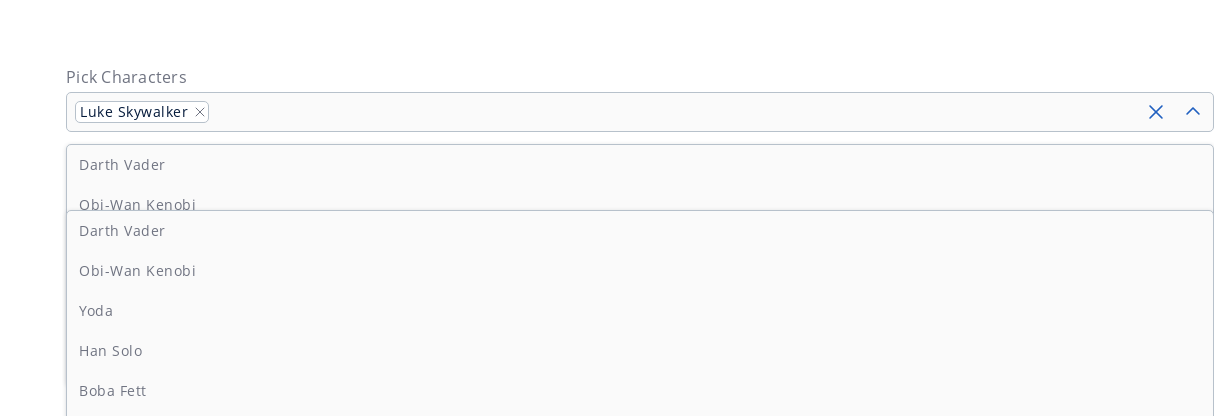 Pick Characters
Luke Skywalker
Darth Vader
Obi-Wan Kenobi
Darth Vader
Obi-Wan Kenobi
Yoda
Han Solo
Boba Fett